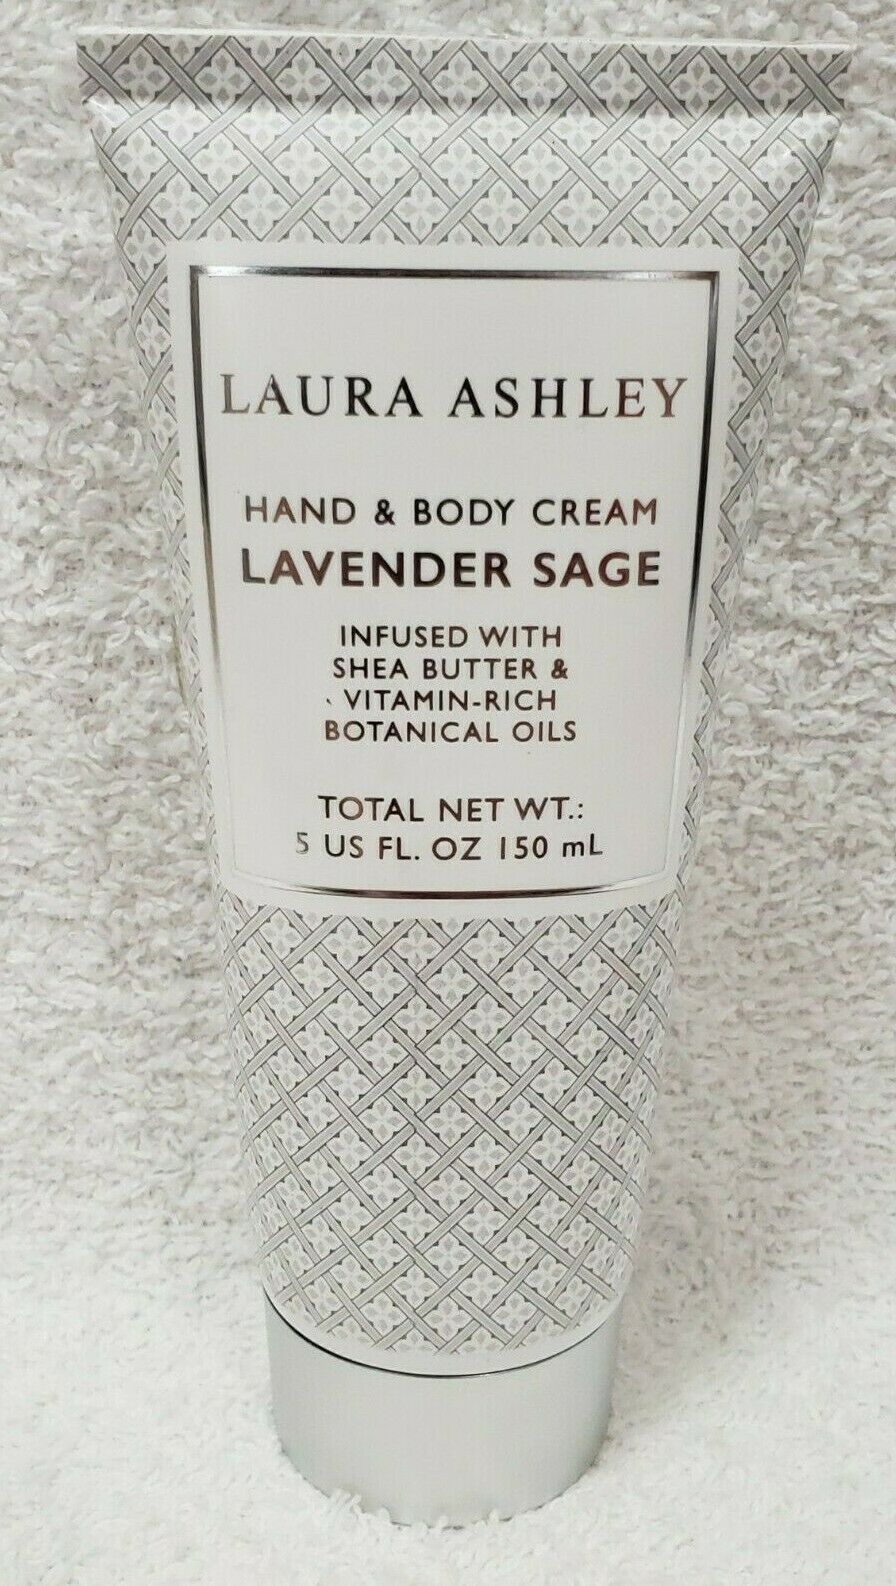 LAURA ASHLEY
HAND & BODY CREAM
LAVENDER SAGE
INFUSED WITH
SHEA BUTTER &
VITAMIN-RICH
BOTANICAL OILS
TOTAL NET WT.:
5 US FL. OZ 150 mL